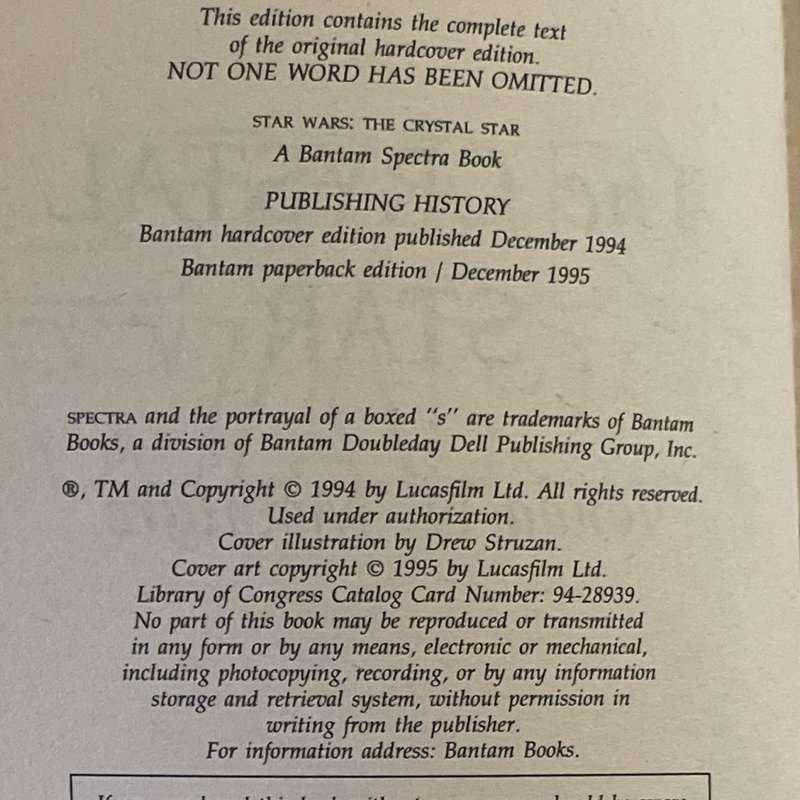 This edition contains the complete text
of the original hardcover edition.
NOT ONE WORD HAS BEEN OMITTED.
STAR WARS: THE CRYSTAL STAR
A Bantam Spectra Book
PUBLISHING HISTORY
Bantam hardcover edition published December 1994
Bantam paperback edition / December 1995
SPECTRA and the portrayal of a boxed "s" are trademarks of Bantam
Books, a division of Bantam Doubleday Dell Publishing Group, Inc.
®, TM and Copyright © 1994 by Lucasfilm Ltd. All rights reserved.
Used under authorization.
Cover illustration by Drew Struzan.
Cover art copyright © 1995 by Lucasfilm Ltd.
Library of Congress Catalog Card Number: 94-28939.
No part of this book may be reproduced or transmitted
in any form or by any means, electronic or mechanical,
including photocopying, recording, or by any information
storage and retrieval system, without permission in
writing from the publisher.
For information address: Bantam Books.